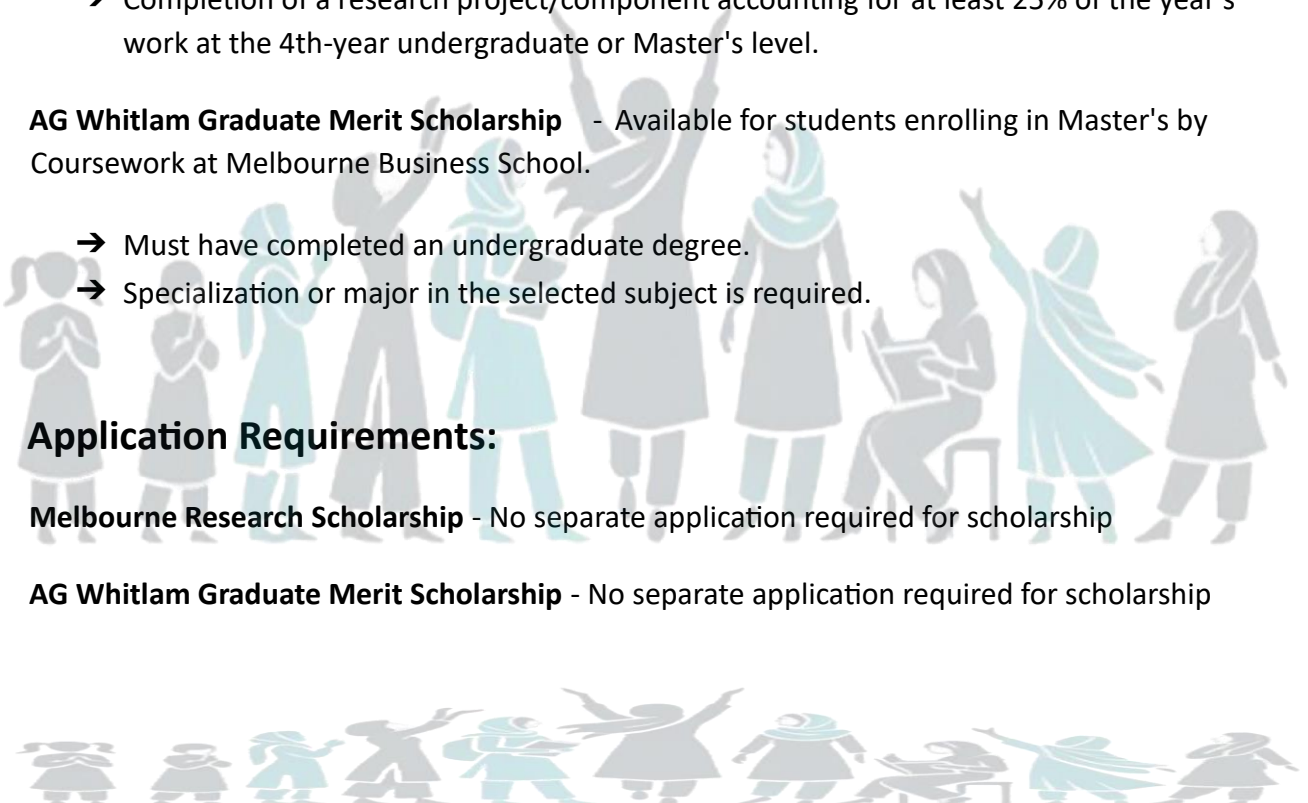 ➔ Completion of a research project/component accounting for at least 25% of the year's
work at the 4th-year undergraduate or Master's level.
AG Whitlam Graduate Merit Scholarship - Available for students enrolling in Master's by
Coursework at Melbourne Business School.
➔ Must have completed an undergraduate degree.
➔ Specialization or major in the selected subject is required.
Application Requirements:
Melbourne Research Scholarship - No separate application required for scholarship
AG Whitlam Graduate Merit Scholarship - No separate application required for scholarship